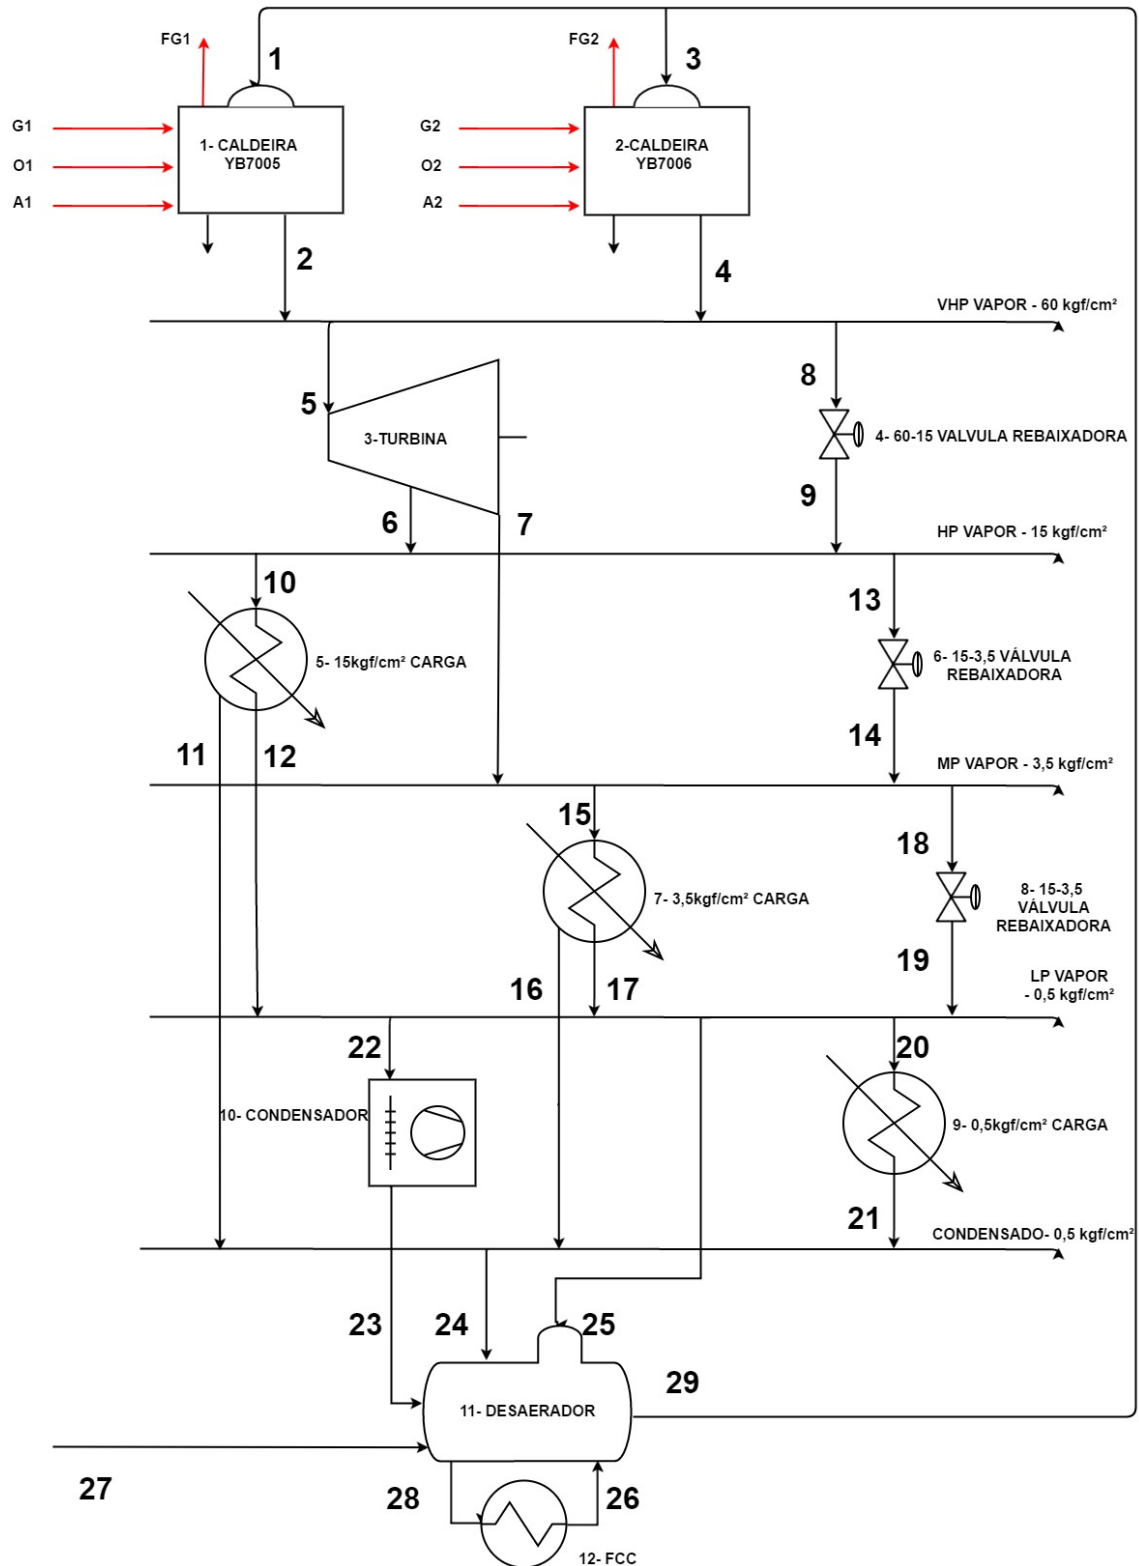 FG1
1
FG2
3
G1
O1
A1
1- CALDEIRA
YB7005
G2
O2
A2
2-CALDEIRA
YB7006
2
4
VHP VAPOR - 60 kgf/cm²
5
3-TURBINA
8
4- 60-15 VALVULA REBAIXADORA
9
6
7
HP VAPOR - 15 kgf/cm²
10
13
5- 15kgf/cm² CARGA
6- 15-3,5 VÁLVULA
REBAIXADORA
11
12
14
MP VAPOR - 3,5 kgf/cm²
15
18
7- 3,5kgf/cm² CARGA
8- 15-3,5
VÁLVULA
REBAIXADORA
16
17
19
LP VAPOR
- 0,5 kgf/cm²
22
20
10- CONDENSADOR
9- 0,5kgf/cm² CARGA
21
CONDENSADO- 0,5 kgf/cm²
23
24
25
29
11- DESAERADOR
27
28
26
12- FCC